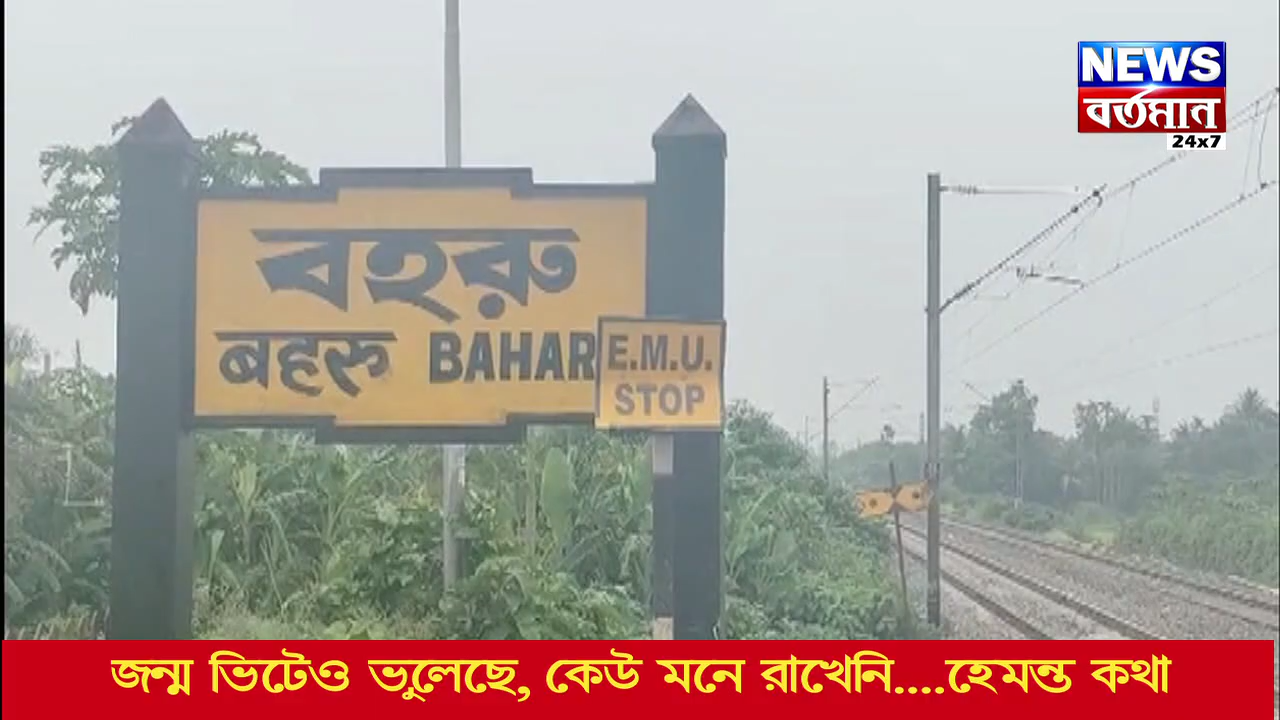 NEWS
বর্তমান
24x7
বহরু
बहरु BAHAR
E.M.U.
STOP
জন্ম ভিটেও ভুলেছে, কেউ মনে রাখেনি....হেমন্ত কথা